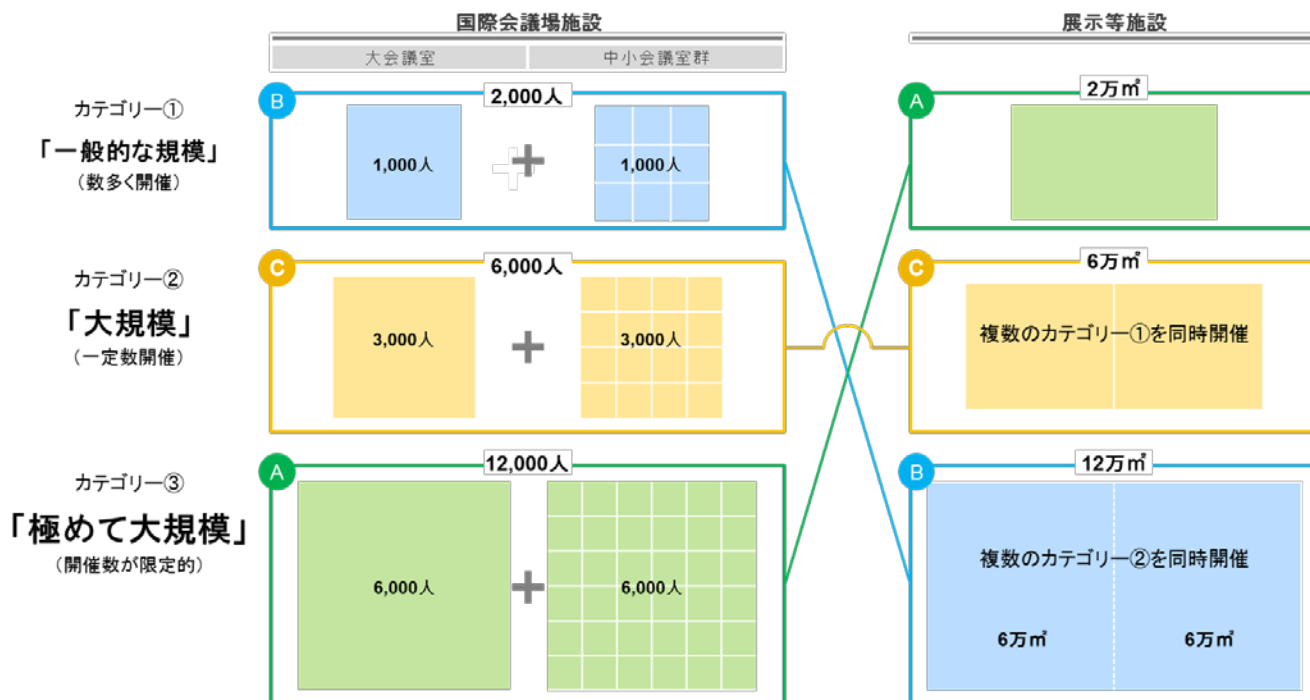 国際会議場施設
展示等施設
大会議室
中小会議室群
カテゴリー①
「一般的な規模」
（数多く開催）
B
2,000人
1,000人
1,000人
A
2万㎡
カテゴリー②
「大規模」
（一定数開催）
C
6,000人
3,000人
3,000人
C
6万㎡
複数のカテゴリー①を同時開催
カテゴリー③
「極めて大規模」
（開催数が限定的）
A
12,000人
6,000人
6,000人
B
12万㎡
複数のカテゴリー②を同時開催
6万㎡
6万㎡